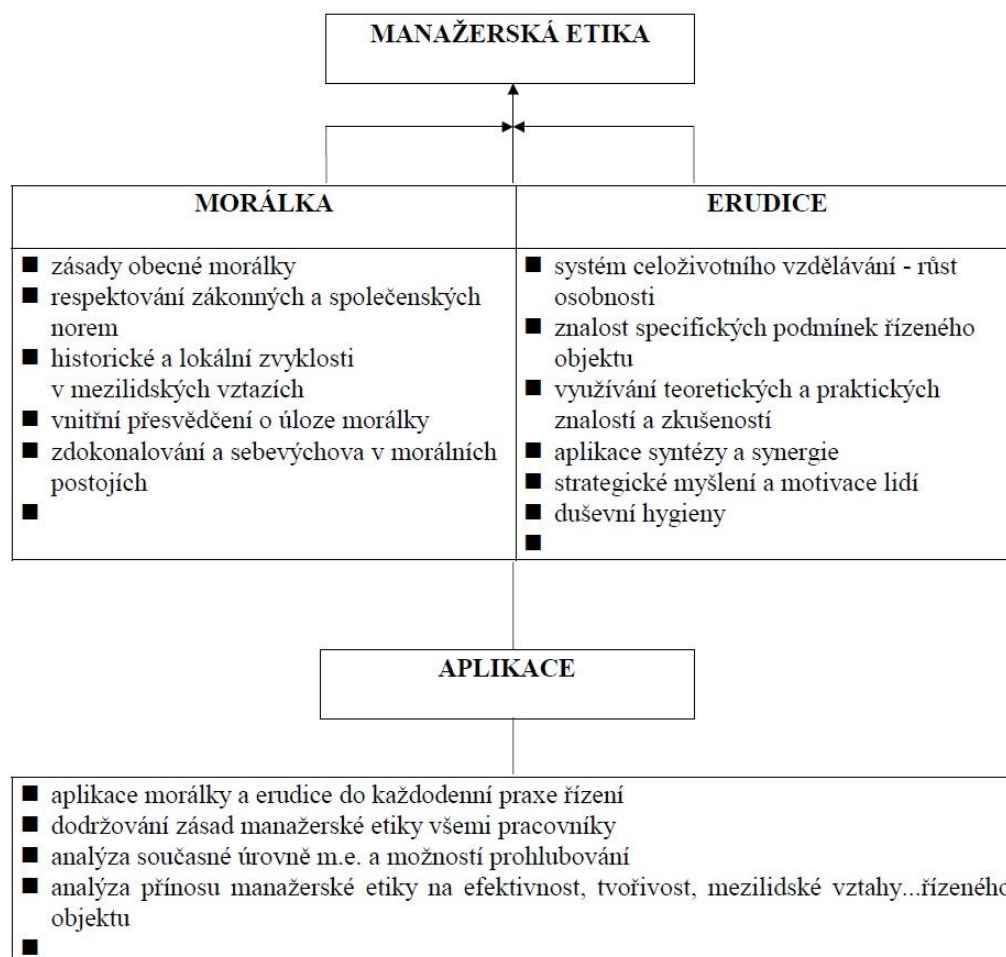 MANAŽERSKÁ ETIKA
MORÁLKA
■ zásady obecné morálky
■ respektování zákonných a společenských
norem
■ historické a lokální zvyklosti
v mezilidských vztazích
■ vnitřní přesvědčení o úloze morálky
■ zdokonalování a sebevýchova v morálních
postojích
■
ERUDICE
■ systém celoživotního vzdělávání - růst
osobnosti
■ znalost specifických podmínek řízeného
objektu
■ využívání teoretických a praktických
znalostí a zkušeností
■ aplikace syntézy a synergie
■ strategické myšlení a motivace lidí
■ duševní hygieny
■
APLIKACE
■ aplikace morálky a erudice do každodenní praxe řízení
■ dodržování zásad manažerské etiky všemi pracovníky
■ analýza současné úrovně m.e. a možností prohlubování
■ analýza přínosu manažerské etiky na efektivnost, tvořivost, mezilidské vztahy...řízeného
objektu
■